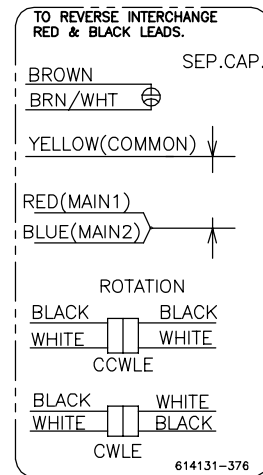 TO REVERSE INTERCHANGE
RED & BLACK LEADS.
SEP.CAP.
BROWN
BRN/WHT
YELLOW(COMMON)
RED(MAIN1)
BLUE(MAIN2)
ROTATION
BLACK BLACK
WHITE WHITE
CCWLE
BLACK WHITE
WHITE BLACK
CWLE
614131-376